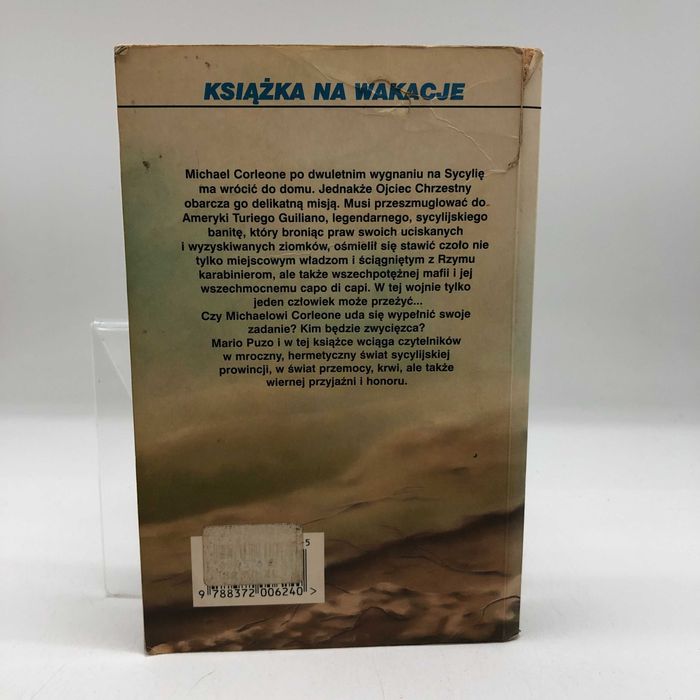 KSIĄŻKA NA WAKACJE
Michael Corleone po dwuletnim wygnaniu na Sycylię
ma wrócić do domu. Jednakże Ojciec Chrzestny
obarcza go delikatną misją. Musi przeszmuglować do
Ameryki Turiego Guiliano, legendarnego, sycylijskiego
banitę, który broniąc praw swoich uciskanych
i wyzyskiwanych ziomków, ośmielił się stawić czoło nie
tylko miejscowym władzom i ściągniętym z Rzymu
karabinierom, ale także wszechpotężnej mafii i jej
wszechmocnemu capo di capi. W tej wojnie tylko
jeden człowiek może przeżyć...
Czy Michaelowi Corleone uda się wypełnić swoje
zadanie? Kim będzie zwycięzca?
Mario Puzo i w tej książce wciąga czytelników
w mroczny, hermetyczny świat sycylijskiej
prowincji, w świat przemocy, krwi, ale także
wiernej przyjaźni i honoru.
-5
9 788372 006240 >